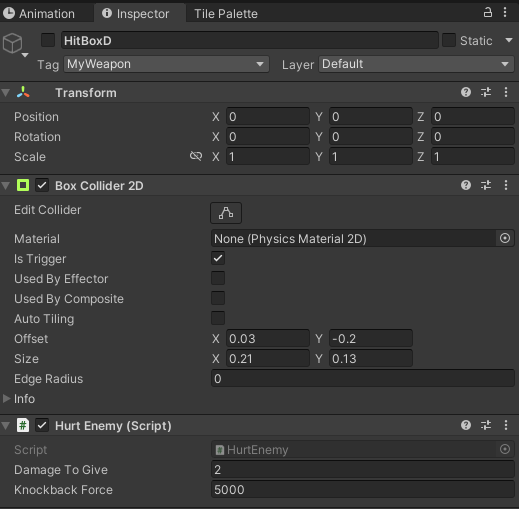 Animation Inspector Tile Palette
HitBoxD Static
Tag MyWeapon Layer Default
Transform
Position X 0 Y 0 Z 0
Rotation X 0 Y 0 Z 0
Scale X 1 Y 1 Z 1
Box Collider 2D
Edit Collider
Material None (Physics Material 2D)
Is Trigger
Used By Effector
Used By Composite
Auto Tiling
Offset X 0.03 Y -0.2
Size X 0.21 Y 0.13
Edge Radius 0
Info
# Hurt Enemy (Script)
Script # HurtEnemy
Damage To Give 2
Knockback Force 5000